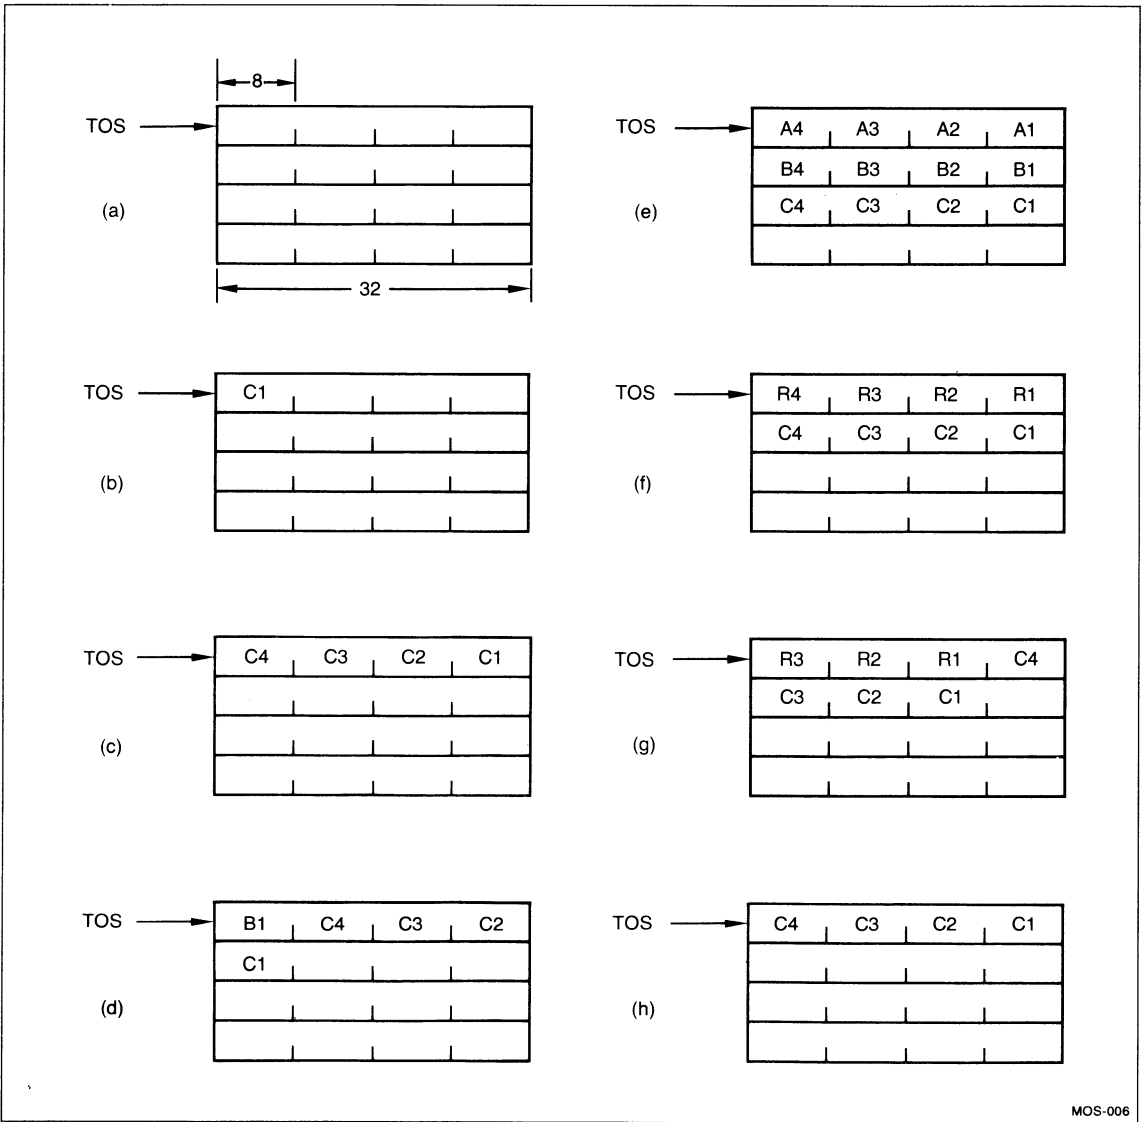 8
TOS
(a)
32
TOS
C1
(b)
TOS
C4 C3 C2 C1
(c)
TOS
B1 C4 C3 C2
C1
(d)
TOS
A4 A3 A2 A1
B4 B3 B2 B1
(e)
C4 C3 C2 C1
TOS
R4 R3 R2 R1
C4 C3 C2 C1
(f)
TOS
R3 R2 R1 C4
C3 C2 C1
(g)
TOS
C4 C3 C2 C1
(h)
MOS-006